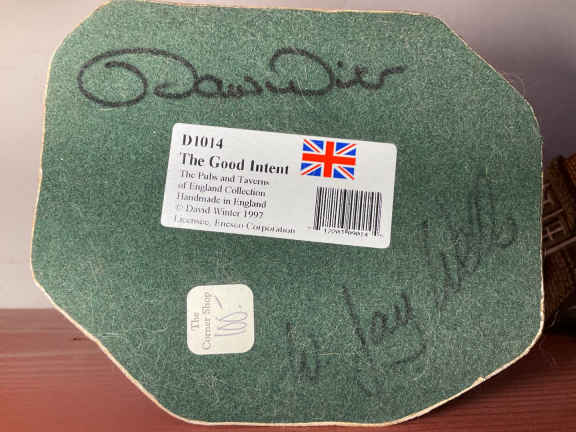 David Winter
D1014
The Good Intent
The Pubs and Taverns
of England Collection
Handmade in England
© David Winter 1997
Licensee, Enesco Corporation
The
Corner Shop
100.-